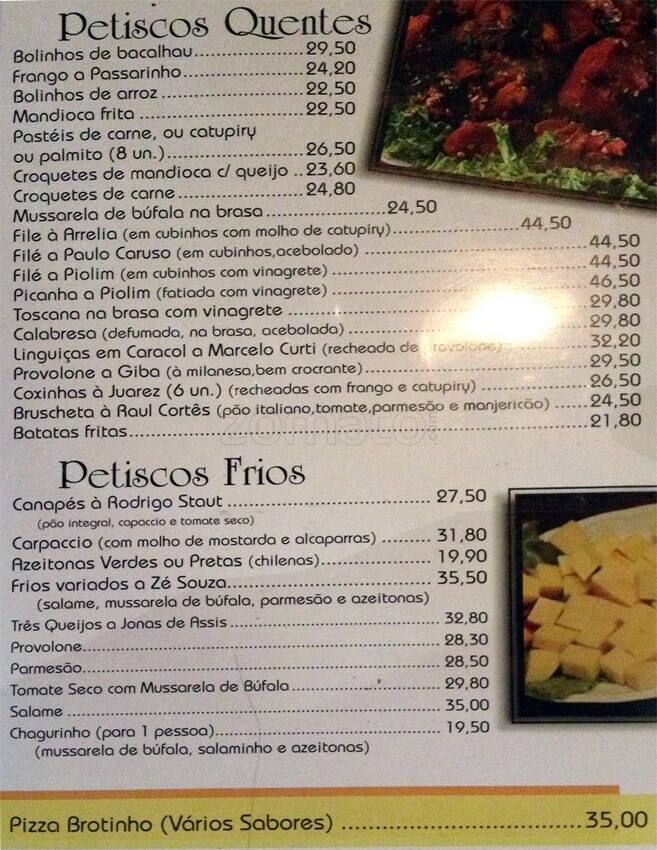 Petiscos Quentes
Bolinhos de bacalhau....................29,50
Frango a Passarinho.....................24,20
Bolinhos de arroz.........................22,50
Mandioca frita..............................22,50
Pastéis de carne, ou catupiry
ou palmito (8 un.)........................26,50
Croquetes de mandioca c/ queijo ..23,60
Croquetes de carne......................24,80
Mussarela de búfala na brasa......................24,50
File à Arrelia (em cubinhos com molho de catupiry).......................44,50
Filé a Paulo Caruso (em cubinhos,acebolado) ........................................44,50
Filé a Piolim (em cubinhos com vinagrete) ..............................................44,50
Picanha a Piolim (fatiada com vinagrete) ................................................46,50
Toscana na brasa com vinagrete ......................................................29,80
Calabresa (defumada, na brasa, acebolada) ..........................................29,80
Linguiças em Caracol a Marcelo Curti (recheada de rovolone)...............32,20
Provolone a Giba (à milanesa,bem crocrante)........................................29,50
Coxinhas à Juarez (6 un.) (recheadas com frango e catupiry) ...................26,50
Bruscheta à Raul Cortês (pão italiano,tomate,parmesão e manjericão) ......24,50
Batatas fritas..................................................................................21,80
zomato
Petiscos Frios
Canapés à Rodrigo Staut ..................................... 27,50
(pão integral, capaccio e tomate seco)
Carpaccio (com molho de mostarda e alcaparras) ......... 31,80
Azeitonas Verdes ou Pretas (chilenas).................... 19,90
Frios variados a Zé Souza..................................... 35,50
(salame, mussarela de búfala, parmesão e azeitonas)
Três Queijos a Jonas de Assis....................................... 32,80
Provolone................................................................ 28,30
Parmesão................................................................ 28,50
Tomate Seco com Mussarela de Búfala......................... 29,80
Salame ................................................................... 35,00
Chagurinho (para 1 pessoa)......................................... 19,50
(mussarela de búfala, salaminho e azeitonas)
Pizza Brotinho (Vários Sabores) ..................................35,00